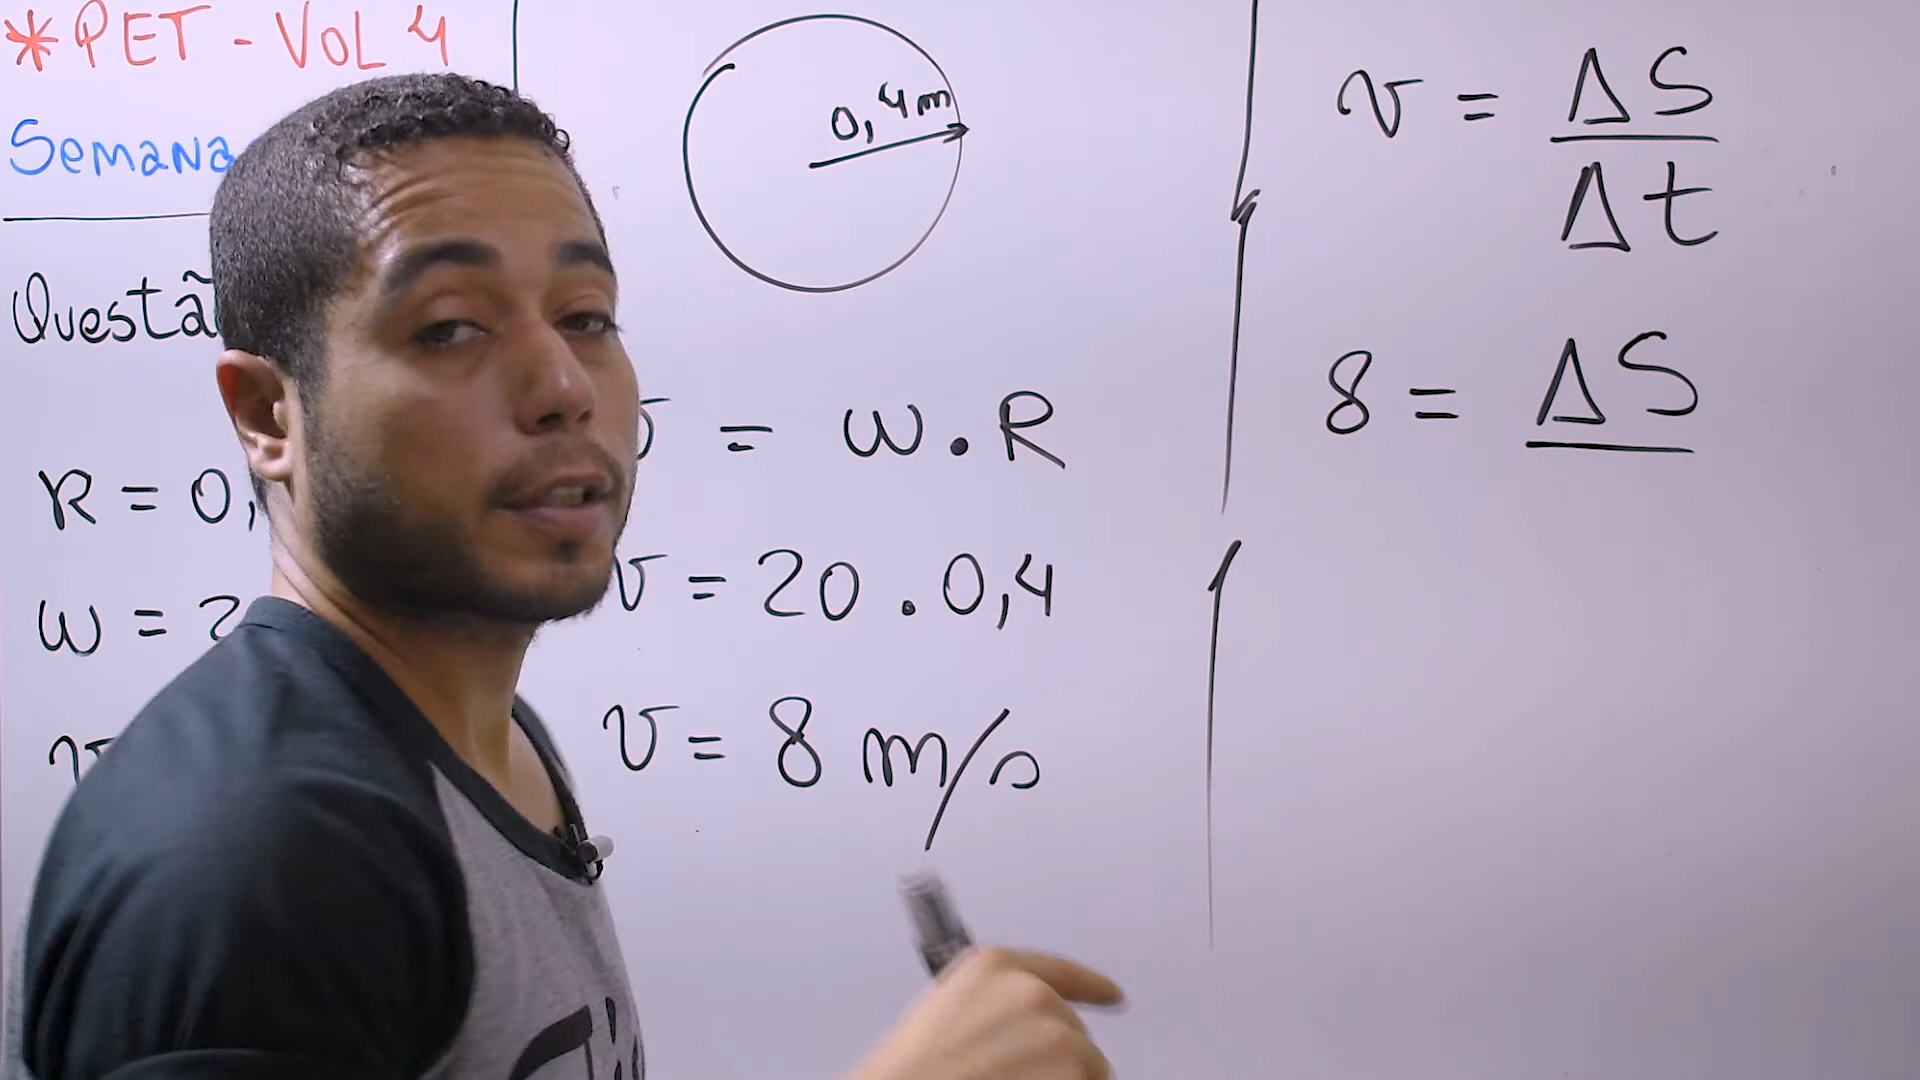 *PET - VOL 4
Semana
Questã
R = 0,
W = 2
v
0,4m
= W . R
v = 20 . 0,4
v = 8 m/s
v = ΔS
Δt
8 = ΔS